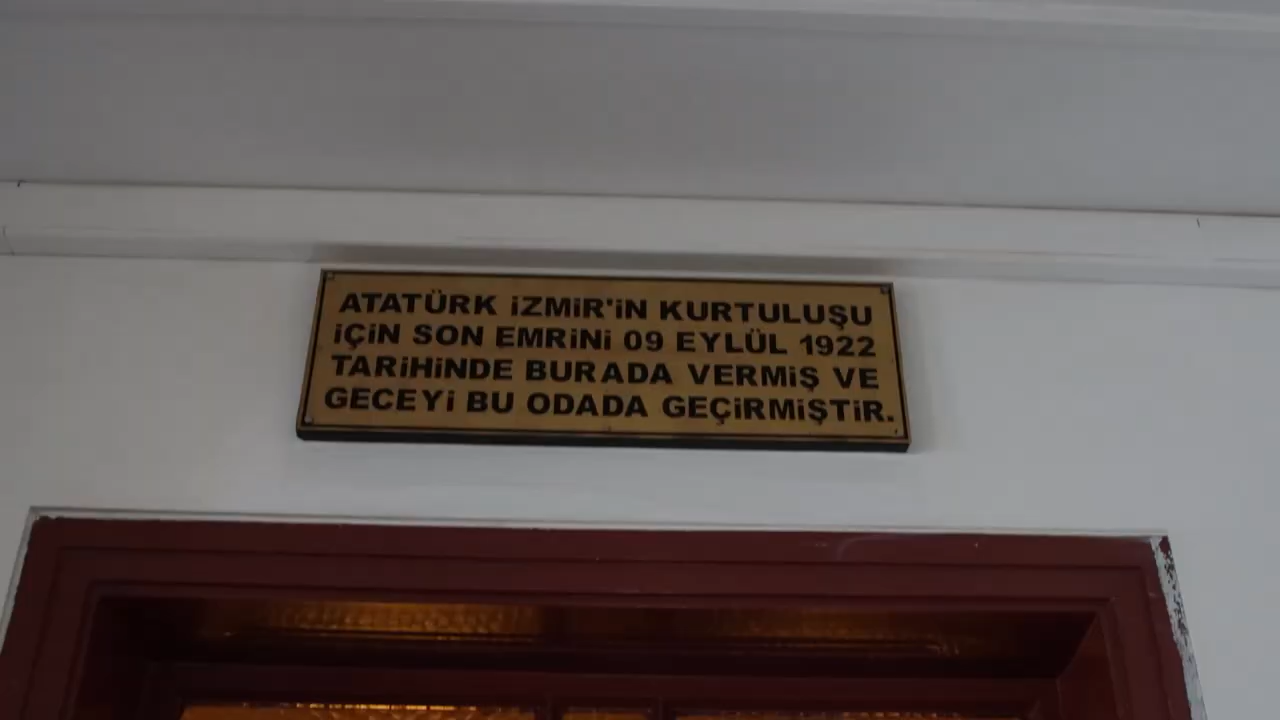 ATATÜRK İZMİR'İN KURTULUŞU
İÇİN SON EMRİNİ 09 EYLÜL 1922
TARİHİNDE BURADA VERMİŞ VE
GECEYİ BU ODADA GEÇİRMİŞTİR.